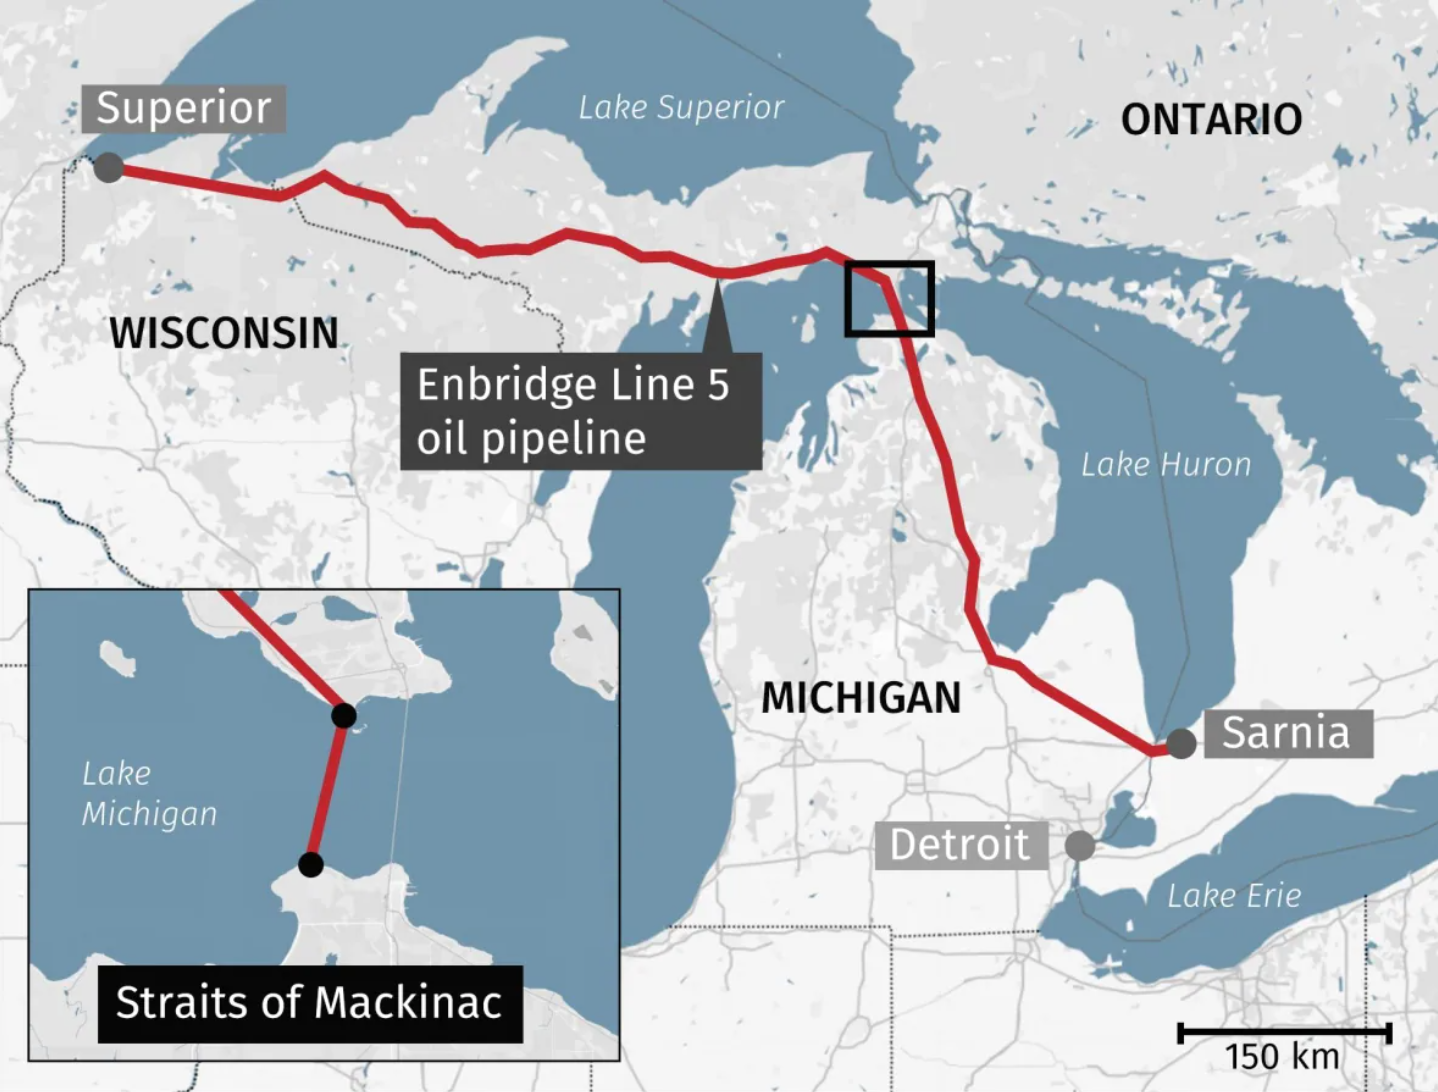 Superior
Lake Superior
ONTARIO
WISCONSIN
Enbridge Line 5
oil pipeline
Lake Huron
MICHIGAN
Sarnia
Lake
Michigan
Detroit
Lake Erie
Straits of Mackinac
150 km